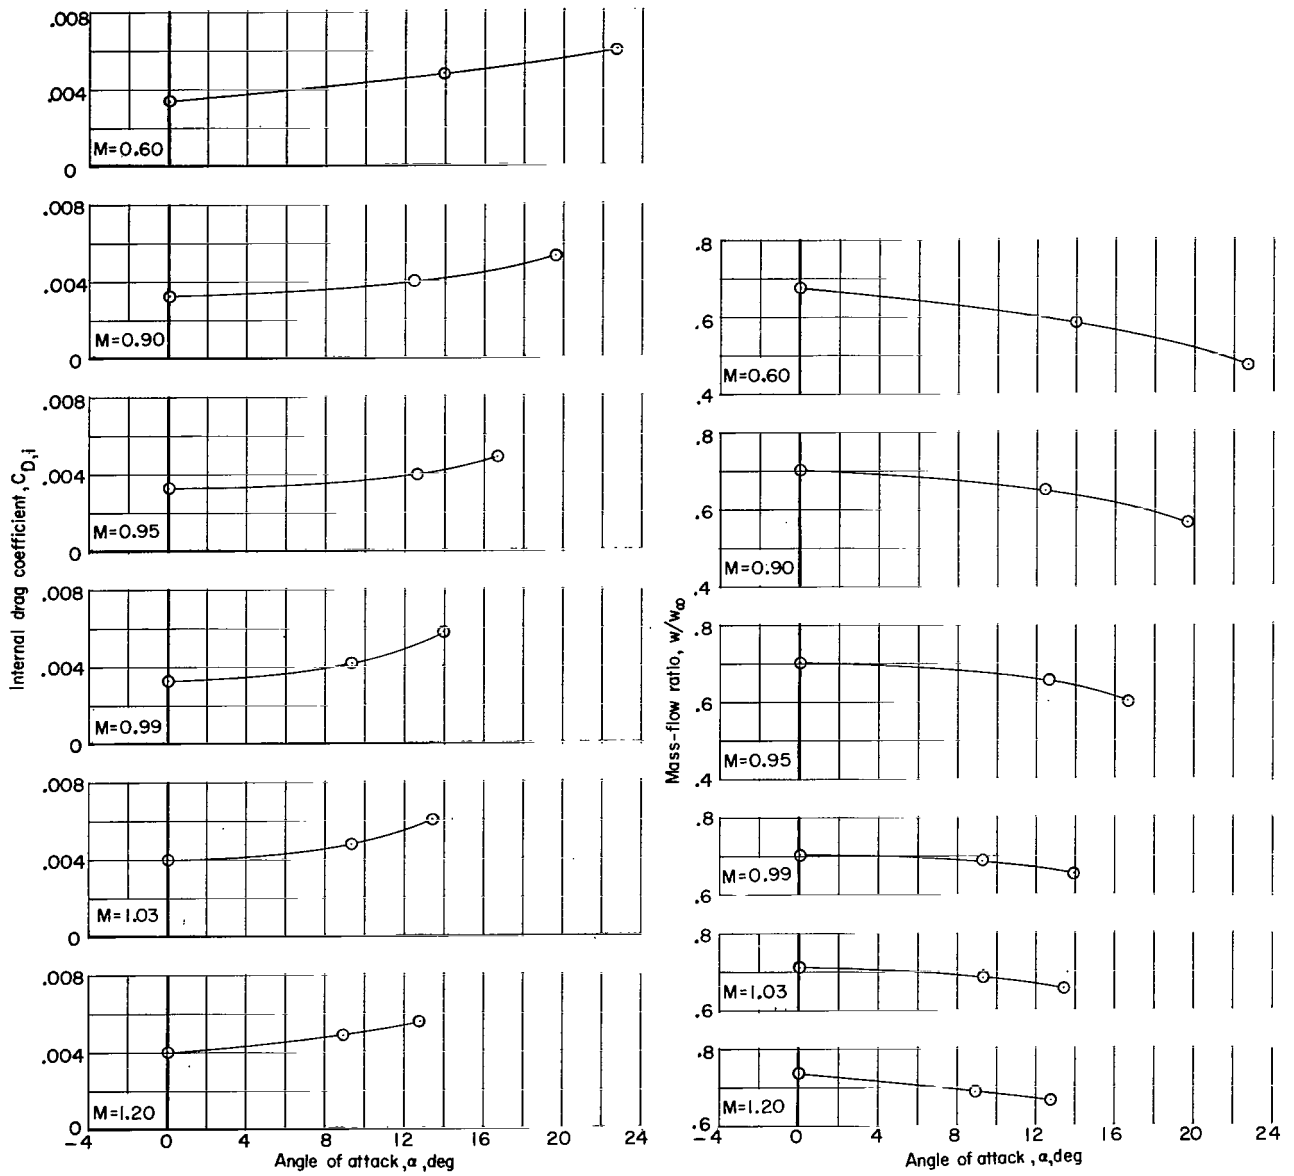 .008
.004
M=0.60
0
.008
.004
M=0.90
0
.008
.004
M=0.95
0
.008
.004
M=0.99
0
.008
.004
M=1.03
0
.008
.004
M=1.20
0
-4 0 4 8 12 16 20 24
Angle of attack, α, deg
Internal drag coefficient, C_D,i
.8
.6
M=0.60
.4
.8
.6
M=0.90
.4
.8
.6
M=0.95
.4
.8
M=0.99
.6
.8
M=1.03
.6
.8
M=1.20
.6
-4 0 4 8 12 16 20 24
Angle of attack, α, deg
Mass-flow ratio, w/w∞